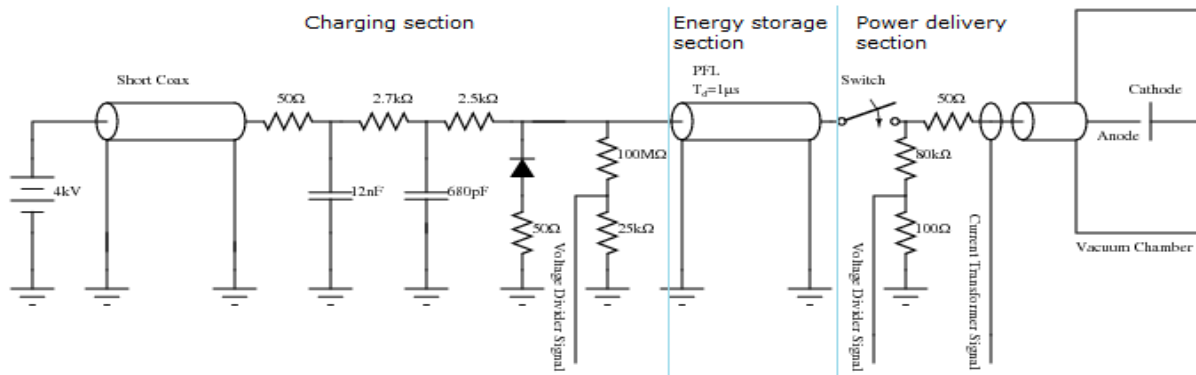 Charging section
Energy storage
section
Power delivery
section
Short Coax
50Ω
2.7kΩ
2.5kΩ
PFL
T_d=1μs
Switch
50Ω
Cathode
Anode
4kV
12nF
680pF
50Ω
100MΩ
25kΩ
Voltage Divider Signal
80kΩ
100Ω
Voltage Divider Signal
Current Transformer Signal
Vacuum Chamber